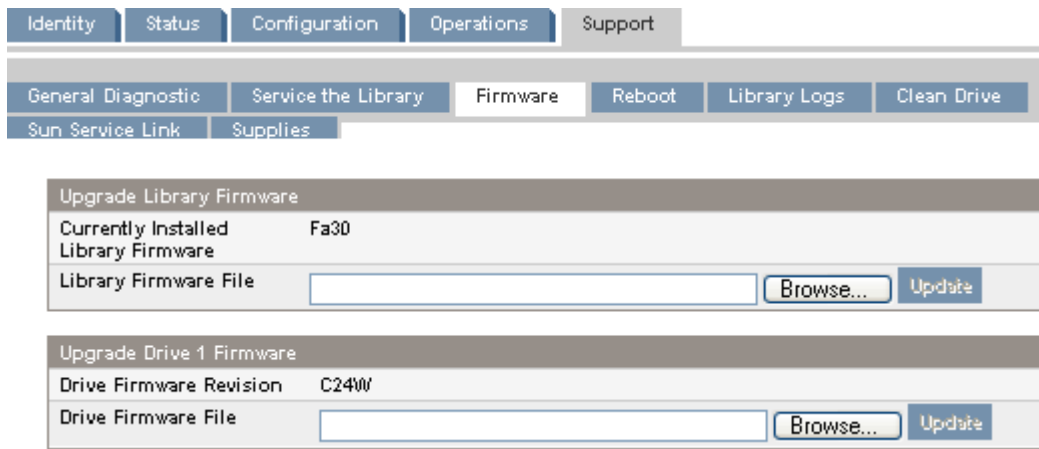 Identity Status Configuration Operations Support
General Diagnostic Service the Library Firmware Reboot Library Logs Clean Drive
Sun Service Link Supplies
Upgrade Library Firmware
Currently Installed Fa30
Library Firmware
Library Firmware File Browse... Update
Upgrade Drive 1 Firmware
Drive Firmware Revision C24W
Drive Firmware File Browse... Update